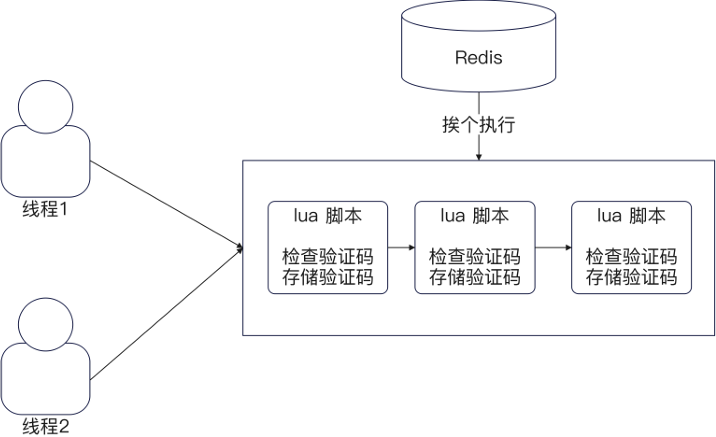 Redis
挨个执行
线程1
lua 脚本
检查验证码
存储验证码
lua 脚本
检查验证码
存储验证码
lua 脚本
检查验证码
存储验证码
线程2